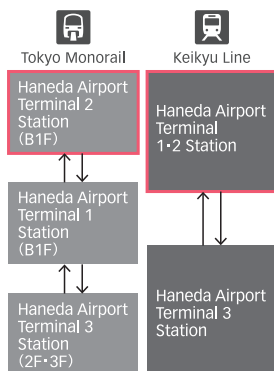 Tokyo Monorail
Haneda Airport
Terminal 2
Station
(B1F)
Haneda Airport
Terminal 1
Station
(B1F)
Haneda Airport
Terminal 3
Station
(2F・3F)
Keikyu Line
Haneda Airport
Terminal
1・2 Station
Haneda Airport
Terminal 3
Station